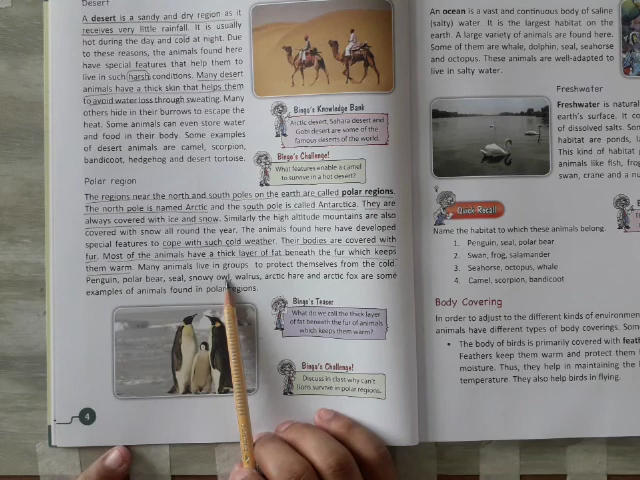 Desert
A desert is a sandy and dry region as it
receives very little rainfall. It is usually
hot during the day and cold at night. Due
to these reasons, the animals found here
have special features that help them to
live in such harsh conditions. Many desert
animals have a thick skin that helps them
to avoid water loss through sweating. Many
others hide in their burrows to escape the
heat. Some animals can even store water
and food in their body. Some examples
of desert animals are camel, scorpion,
bandicoot, hedgehog and desert tortoise.
Bingo's Knowledge Bank
Arctic desert, Sahara desert and
Gobi desert are some of the
famous deserts of the world.
Bingo's Challenge!
What features enable a camel
to survive in a hot desert?
Polar region
The regions near the north and south poles on the earth are called polar regions.
The north pole is named Arctic and the south pole is called Antarctica. They are
always covered with ice and snow. Similarly the high altitude mountains are also
covered with snow all round the year. The animals found here have developed
special features to cope with such cold weather. Their bodies are covered with
fur. Most of the animals have a thick layer of fat beneath the fur which keeps
them warm. Many animals live in groups to protect themselves from the cold.
Penguin, polar bear, seal, snowy owl, walrus, arctic hare and arctic fox are some
examples of animals found in polar regions.
Bingo's Teaser
What do we call the thick layer
of fat beneath the fur of animals
which keeps them warm?
Bingo's Challenge!
Discuss in class why can't
lions survive in polar regions.
4
An ocean is a vast and continuous body of saline
(salty) water. It is the largest habitat on the
earth. A large variety of animals are found here.
Some of them are whale, dolphin, seal, seahorse
and octopus. These animals are well-adapted to
live in salty water.
Freshwater
Freshwater is natural
earth's surface. It co
of dissolved salts. Som
habitat are ponds, la
This kind of habitat
animals like fish, frog
swan, crane and a nu
Quick Recall
Name the habitat to which these animals belong.
1. Penguin, seal, polar bear
2. Swan, frog, salamander
3. Seahorse, octopus, whale
4. Camel, scorpion, bandicoot
Body Covering
In order to adjust to the different kinds of environmen
animals have different types of body coverings. Som
• The body of birds is primarily covered with feath
Feathers keep them warm and protect them
moisture. Thus, they help in maintaining the
temperature. They also help birds in flying.